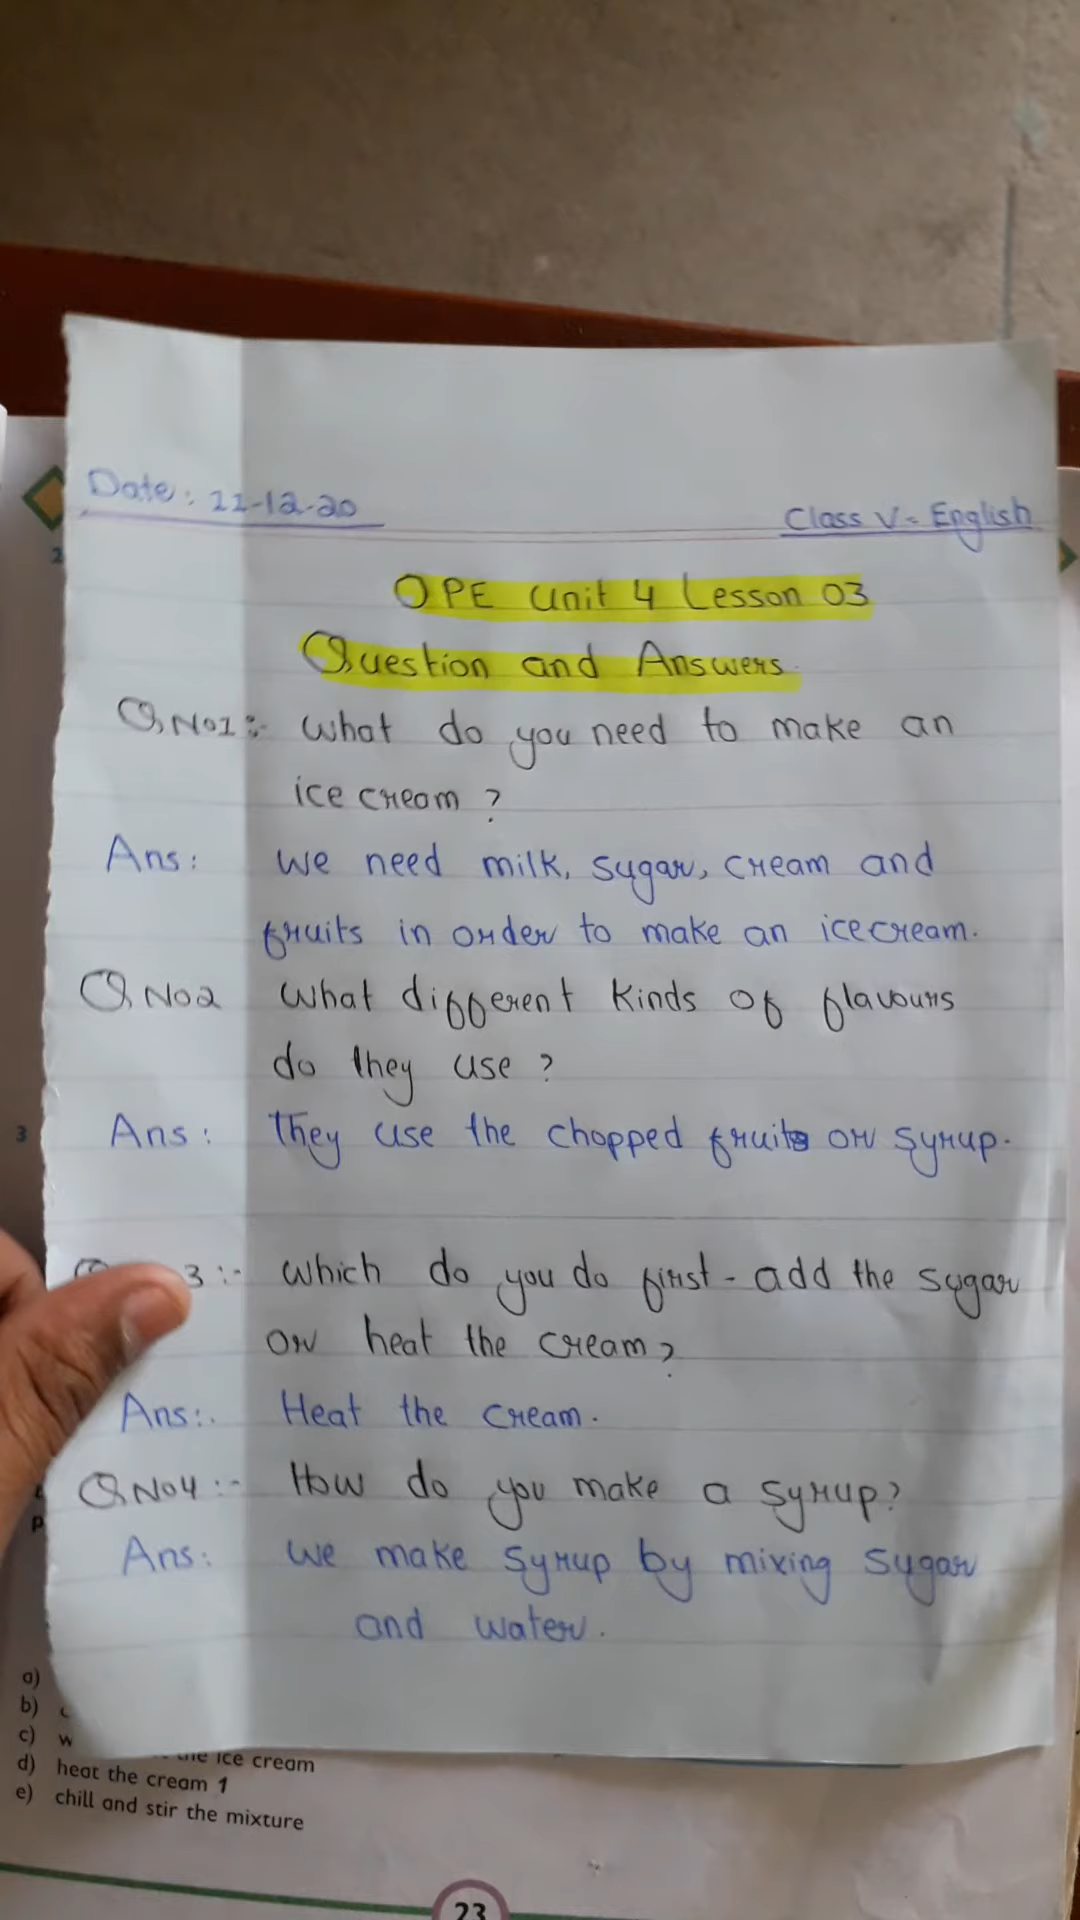 Date: 11-12-20
Class V- English
OPE Unit 4 Lesson 03
Question and Answers.
Q,No1:- What do you need to make an
ice cream ?
Ans: We need milk, sugar, cream and
fruits in order to make an icecream.
Q,No2 What different kinds of flavours
do they use ?
Ans: They use the chopped fruits or syrup.
3:- Which do you do first - add the sugar
or heat the cream?
Ans:. Heat the cream.
Q,No4:- How do you make a syrup?
Ans: We make syrup by mixing sugar
and water.
2
3
a)
b)
c) w
the ice cream
d) heat the cream 1
e) chill and stir the mixture
23